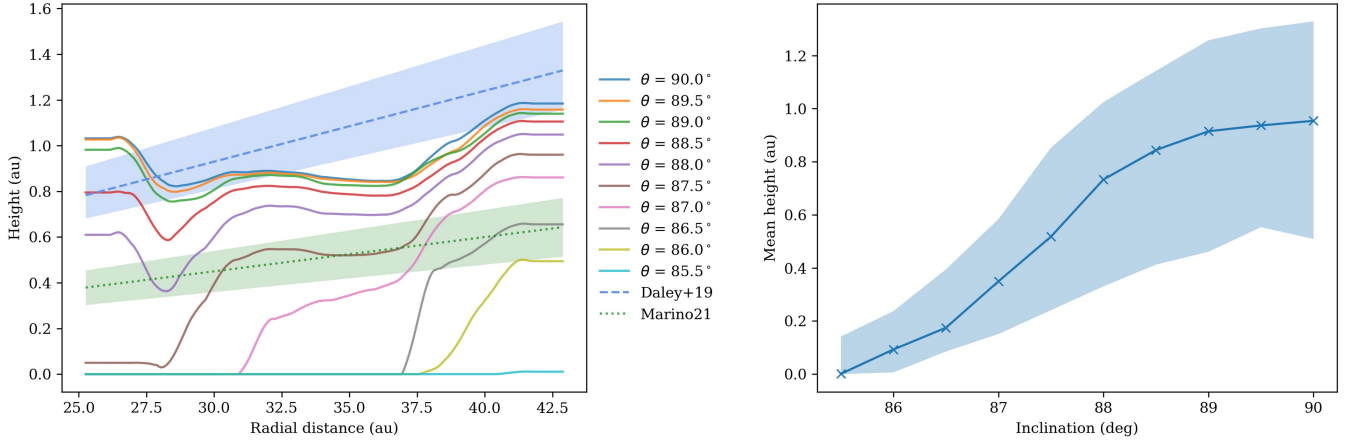 1.6
1.4
1.2
1.0
0.8
0.6
0.4
0.2
0.0
Height (au)
25.0 27.5 30.0 32.5 35.0 37.5 40.0 42.5
Radial distance (au)
θ = 90.0°
θ = 89.5°
θ = 89.0°
θ = 88.5°
θ = 88.0°
θ = 87.5°
θ = 87.0°
θ = 86.5°
θ = 86.0°
θ = 85.5°
Daley+19
Marino21
1.2
1.0
0.8
0.6
0.4
0.2
0.0
Mean height (au)
86 87 88 89 90
Inclination (deg)